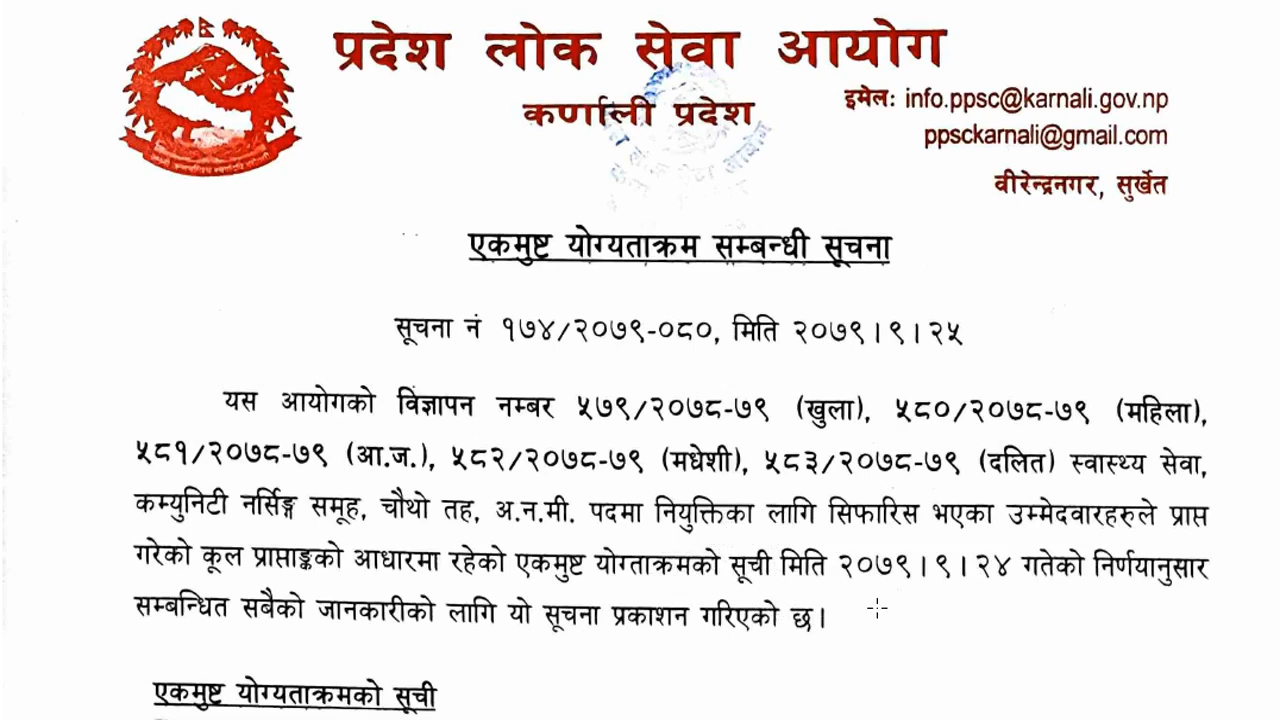 प्रदेश लोक सेवा आयोग
कर्णाली प्रदेश
इमेल: info.ppsc@karnali.gov.np
ppsckarnali@gmail.com
वीरेन्द्रनगर, सुर्खेत
एकमुष्ट योग्यताक्रम सम्बन्धी सूचना
सूचना नं १७४/२०७९-०८०, मिति २०७९।९।२५
यस आयोगको विज्ञापन नम्बर ५७९/२०७८-७९ (खुला), ५८०/२०७८-७९ (महिला),
५८१/२०७८-७९ (आ.ज.), ५८२/२०७८-७९ (मधेशी), ५८३/२०७८-७९ (दलित) स्वास्थ्य सेवा,
कम्युनिटी नर्सिङ्ग समूह, चौथो तह, अ.न.मी. पदमा नियुक्तिका लागि सिफारिस भएका उम्मेदवारहरुले प्राप्त
गरेको कूल प्राप्ताङ्कको आधारमा रहेको एकमुष्ट योग्ताक्रमको सूची मिति २०७९।९।२४ गतेको निर्णयानुसार
सम्बन्धित सबैको जानकारीको लागि यो सूचना प्रकाशन गरिएको छ।
एकमुष्ट योग्यताक्रमको सूची